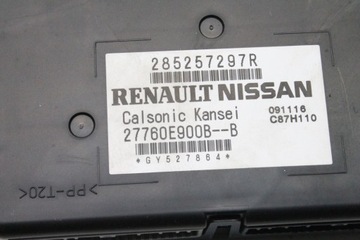 285257297R
RENAULT NISSAN
Calsonic Kansei
27760E900B--B
091116
C87H110
*GY527864*
>PP-T20<